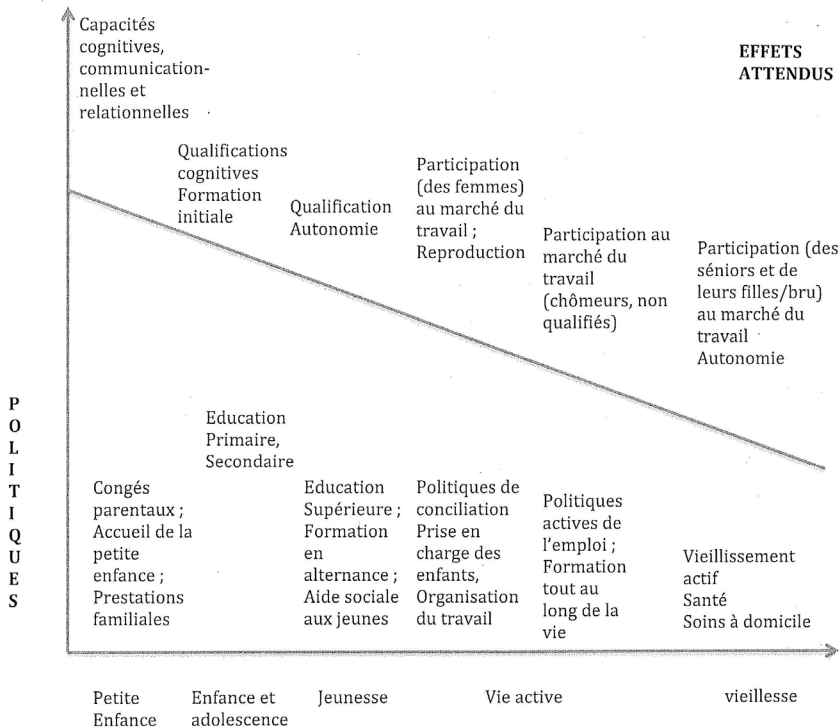 Capacités
cognitives,
communication-
nelles et
relationnelles
EFFETS
ATTENDUS
Qualifications
cognitives
Formation
initiale
Qualification
Autonomie
Participation
(des femmes)
au marché du
travail ;
Reproduction
Participation au
marché du
travail
(chômeurs, non
qualifiés)
Participation (des
séniors et de
leurs filles/bru)
au marché du
travail
Autonomie
POLITIQUES
Congés
parentaux ;
Accueil de la
petite
enfance ;
Prestations
familiales
Education
Primaire,
Secondaire
Education
Supérieure ;
Formation
en
alternance ;
Aide sociale
aux jeunes
Politiques de
conciliation
Prise en
charge des
enfants,
Organisation
du travail
Politiques
actives de
l'emploi ;
Formation
tout au
long de la
vie
Vieillissement
actif
Santé
Soins à domicile
Petite
Enfance
Enfance et
adolescence
Jeunesse
Vie active
vieillesse